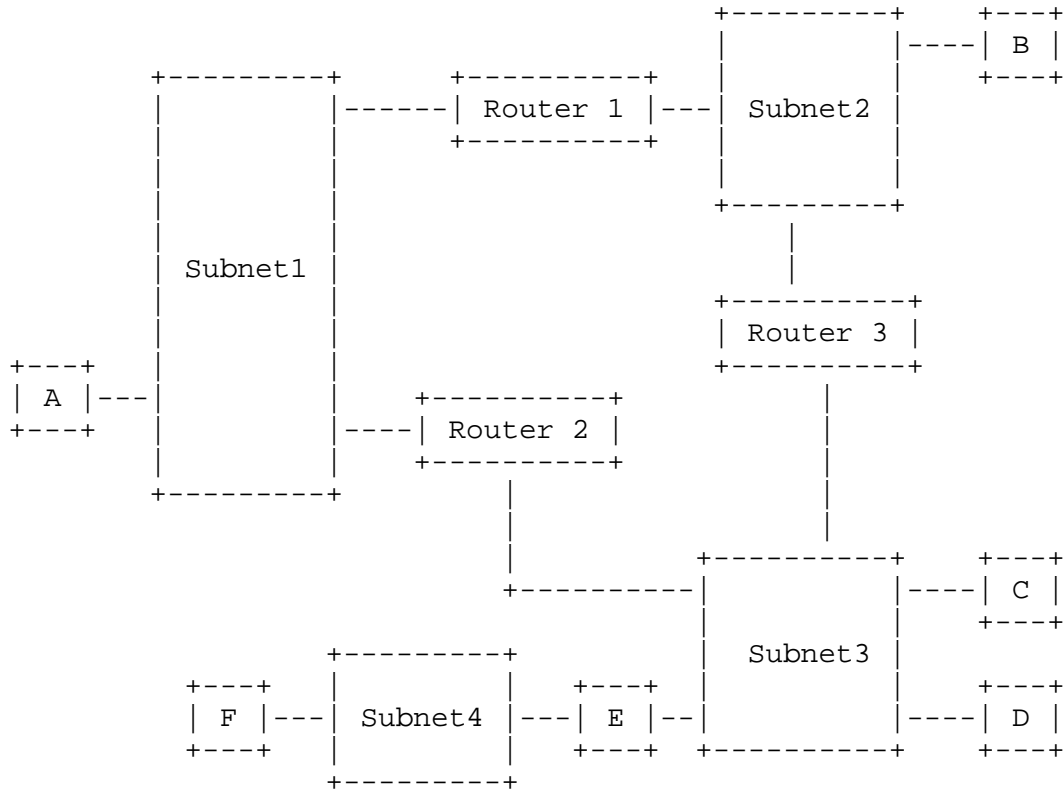 B
Router 1
Subnet2
Subnet1
Router 3
A
Router 2
C
Subnet3
F
Subnet4
E
D